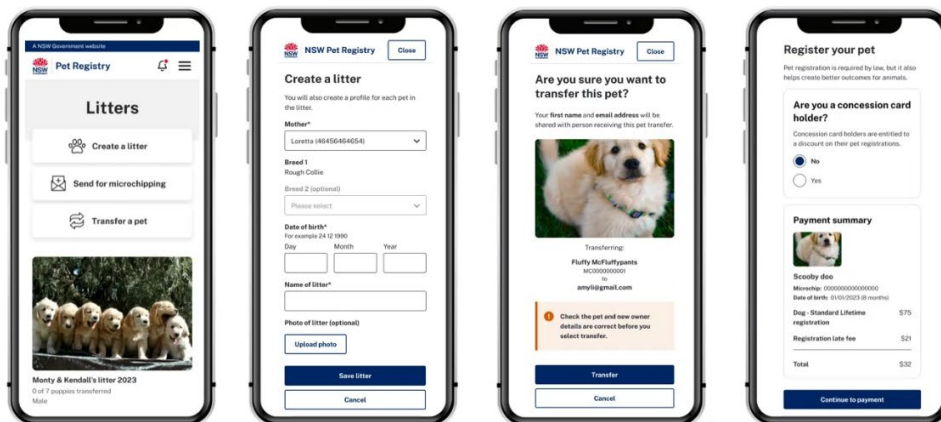 A NSW Government website
NSW
Pet Registry
Litters
Create a litter
Send for microchipping
Transfer a pet
Monty & Kendall's litter 2023
0 of 7 puppies transferred
Male
NSW
NSW Pet Registry
Close
Create a litter
You will also create a profile for each pet in
the litter.
Mother*
Loretta (46456464654)
Breed 1
Rough Collie
Breed 2 (optional)
Please select
Date of birth*
For example 24 12 1990
Day Month Year
Name of litter*
Photo of litter (optional)
Upload photo
Save litter
Cancel
NSW
NSW Pet Registry
Close
Are you sure you want to
transfer this pet?
Your first name and email address will be
shared with person receiving this pet transfer.
Transferring:
Fluffy McFluffypants
MC0000000001
to
amyli@gmail.com
Check the pet and new owner
details are correct before you
select transfer.
Transfer
Cancel
Register your pet
Pet registration is required by law, but it also
helps create better outcomes for animals.
Are you a concession card
holder?
Concession card holders are entitled to
a discount on their pet registrations.
No
Yes
Payment summary
Scooby doo
Microchip: 0000000000000000
Date of birth: 01/01/2023 (8 months)
Dog - Standard Lifetime $75
registration
Registration late fee $21
Total $32
Continue to payment